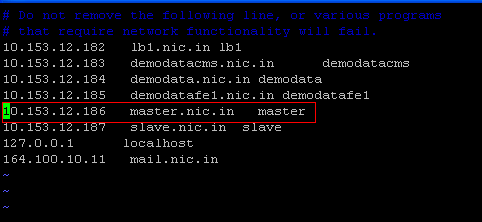 # Do not remove the following line, or various programs
# that require network functionality will fail.
10.153.12.182 lb1.nic.in lb1
10.153.12.183 demodatacms.nic.in demodatacms
10.153.12.184 demodata.nic.in demodata
10.153.12.185 demodatafe1.nic.in demodatafe1
10.153.12.186 master.nic.in master
10.153.12.187 slave.nic.in slave
127.0.0.1 localhost
164.100.10.11 mail.nic.in
~
~
~